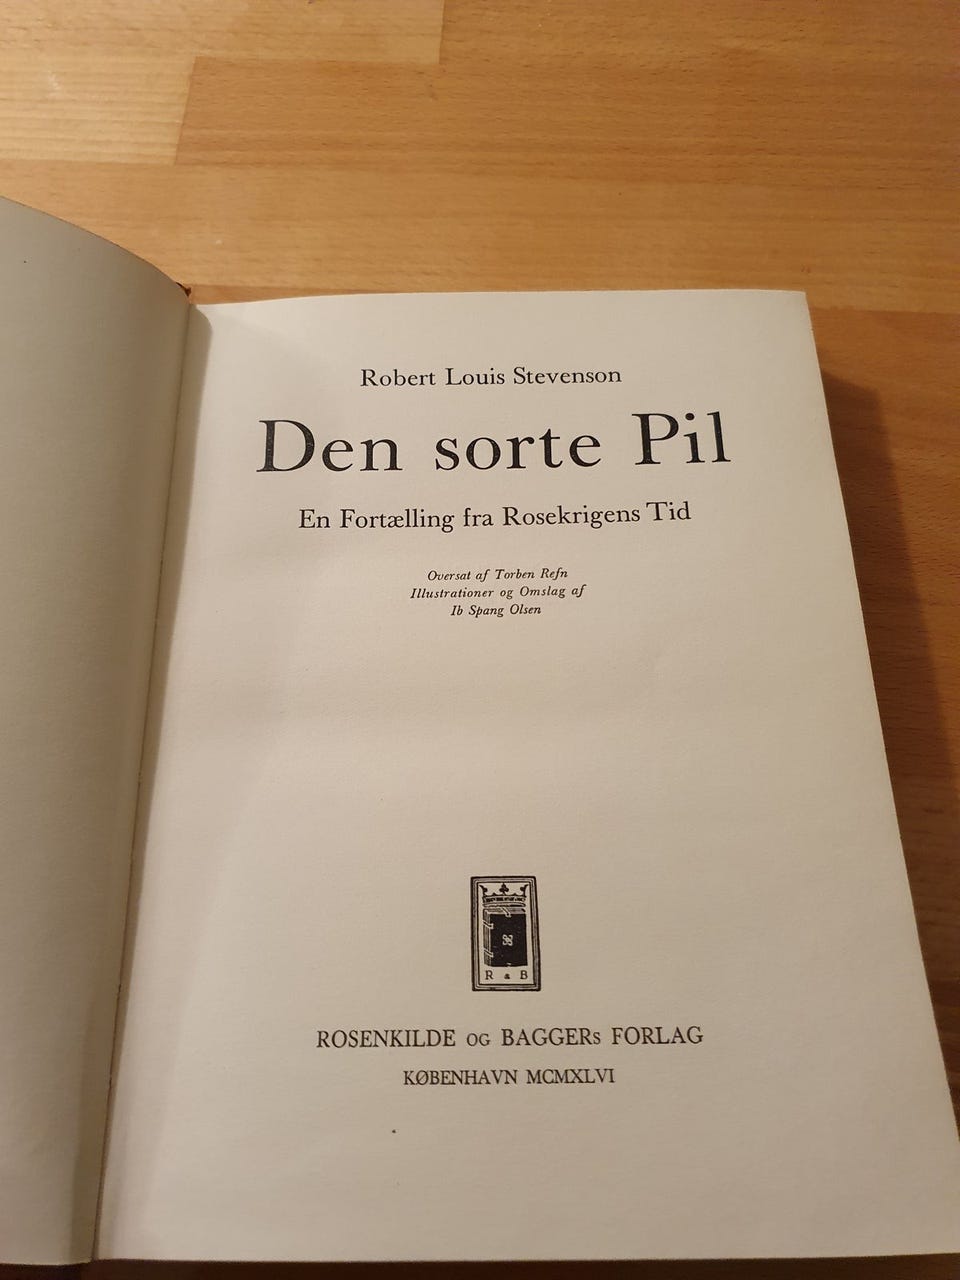 Robert Louis Stevenson
Den sorte Pil
En Fortælling fra Rosekrigens Tid
Oversat af Torben Refn
Illustrationer og Omslag af
Ib Spang Olsen
R & B
ROSENKILDE OG BAGGERs FORLAG
KØBENHAVN MCMXLVI